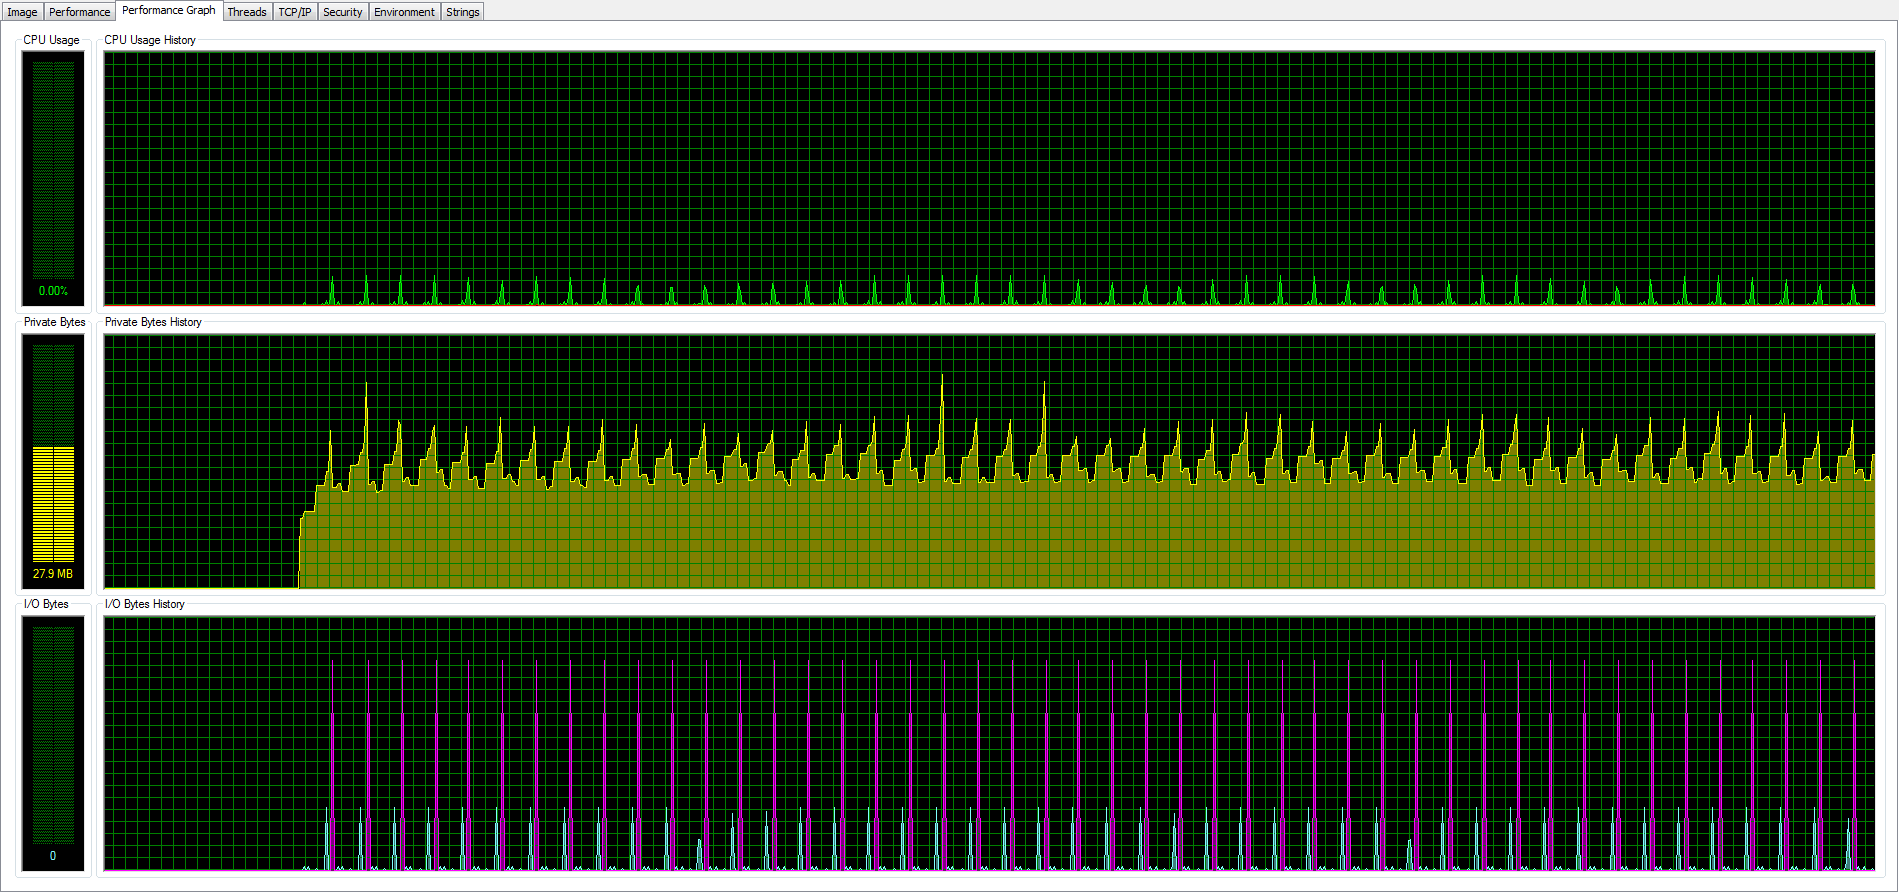 Image Performance Performance Graph Threads TCP/IP Security Environment Strings
CPU Usage CPU Usage History
0.00%
Private Bytes Private Bytes History
27.9 MB
I/O Bytes I/O Bytes History
0